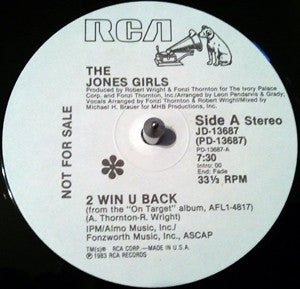 RCA
THE
JONES GIRLS
Produced by Robert Wright & Fonzi Thornton for The Ivory Palace
Corp. and Fonzi Thornton, Inc./Arranged by Leon Pendarvis & Grady;
Vocals Arranged by Fonzi Thornton & Robert Wright/Mixed by
Michael H. Brauer for MHB Productions, Inc.
NOT FOR SALE
Side A Stereo
JD-13687
(PD-13687)
PD-13687-A
7:30
Intro: 00
End: Fade
33⅓ RPM
*
2 WIN U BACK
(from the "On Target" album, AFL1-4817)
(A. Thornton-R. Wright)
IPM/Almo Music, Inc./
Fonzworth Music, Inc., ASCAP
TM(s)® RCA CORP.—MADE IN U.S.A.
℗ 1983 RCA RECORDS